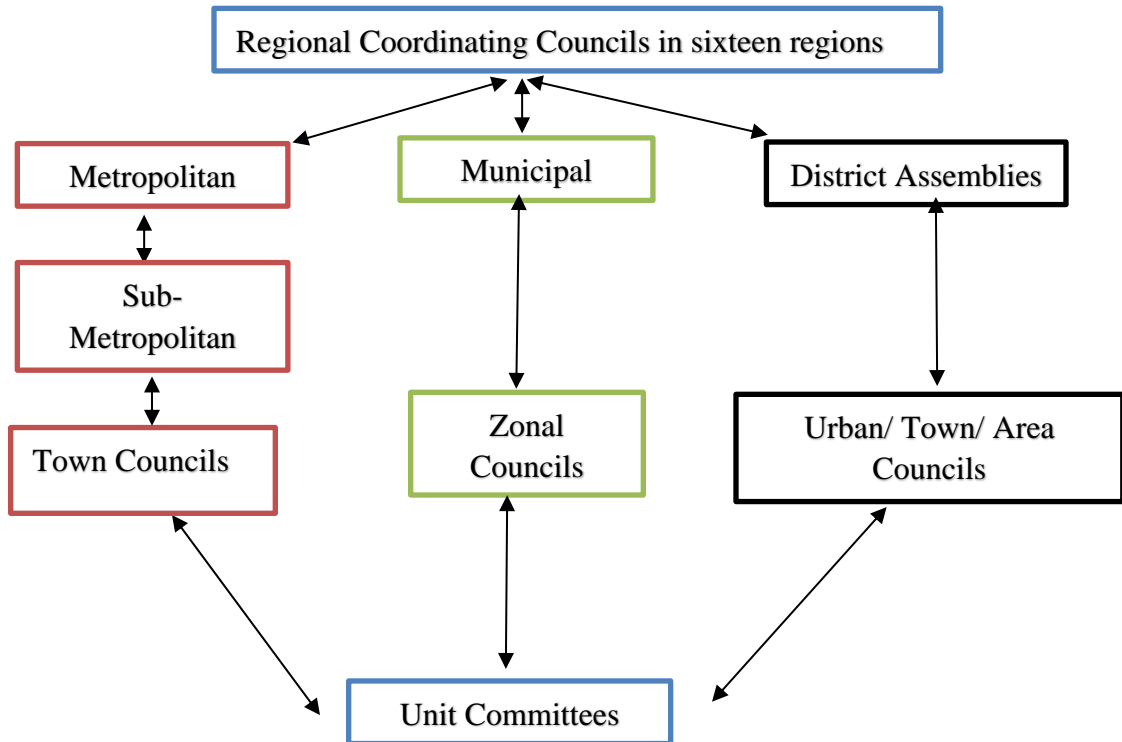 Regional Coordinating Councils in sixteen regions
Metropolitan
Municipal
District Assemblies
Sub-
Metropolitan
Town Councils
Zonal
Councils
Urban/ Town/ Area
Councils
Unit Committees